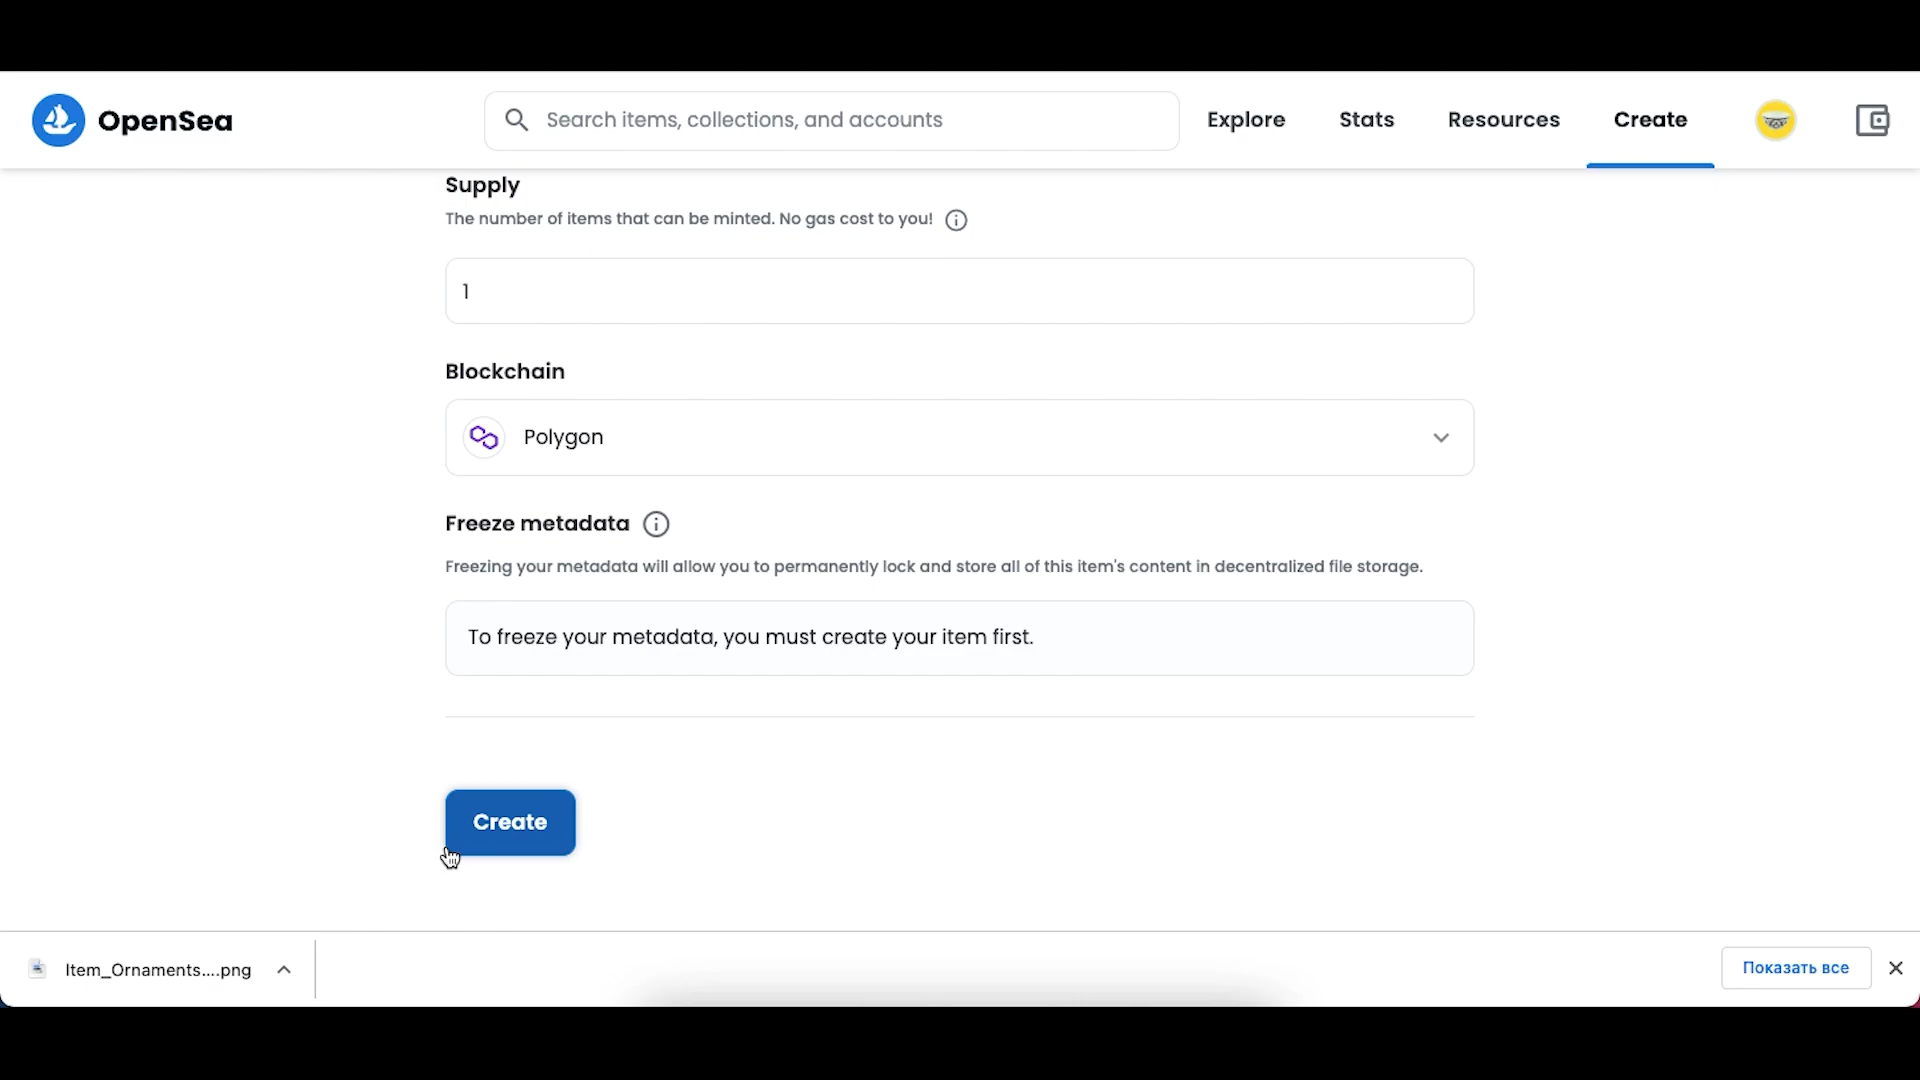 OpenSea
Search items, collections, and accounts
Explore
Stats
Resources
Create
Supply
The number of items that can be minted. No gas cost to you!
1
Blockchain
Polygon
Freeze metadata
Freezing your metadata will allow you to permanently lock and store all of this item's content in decentralized file storage.
To freeze your metadata, you must create your item first.
Create
Item_Ornaments....png
Показать все